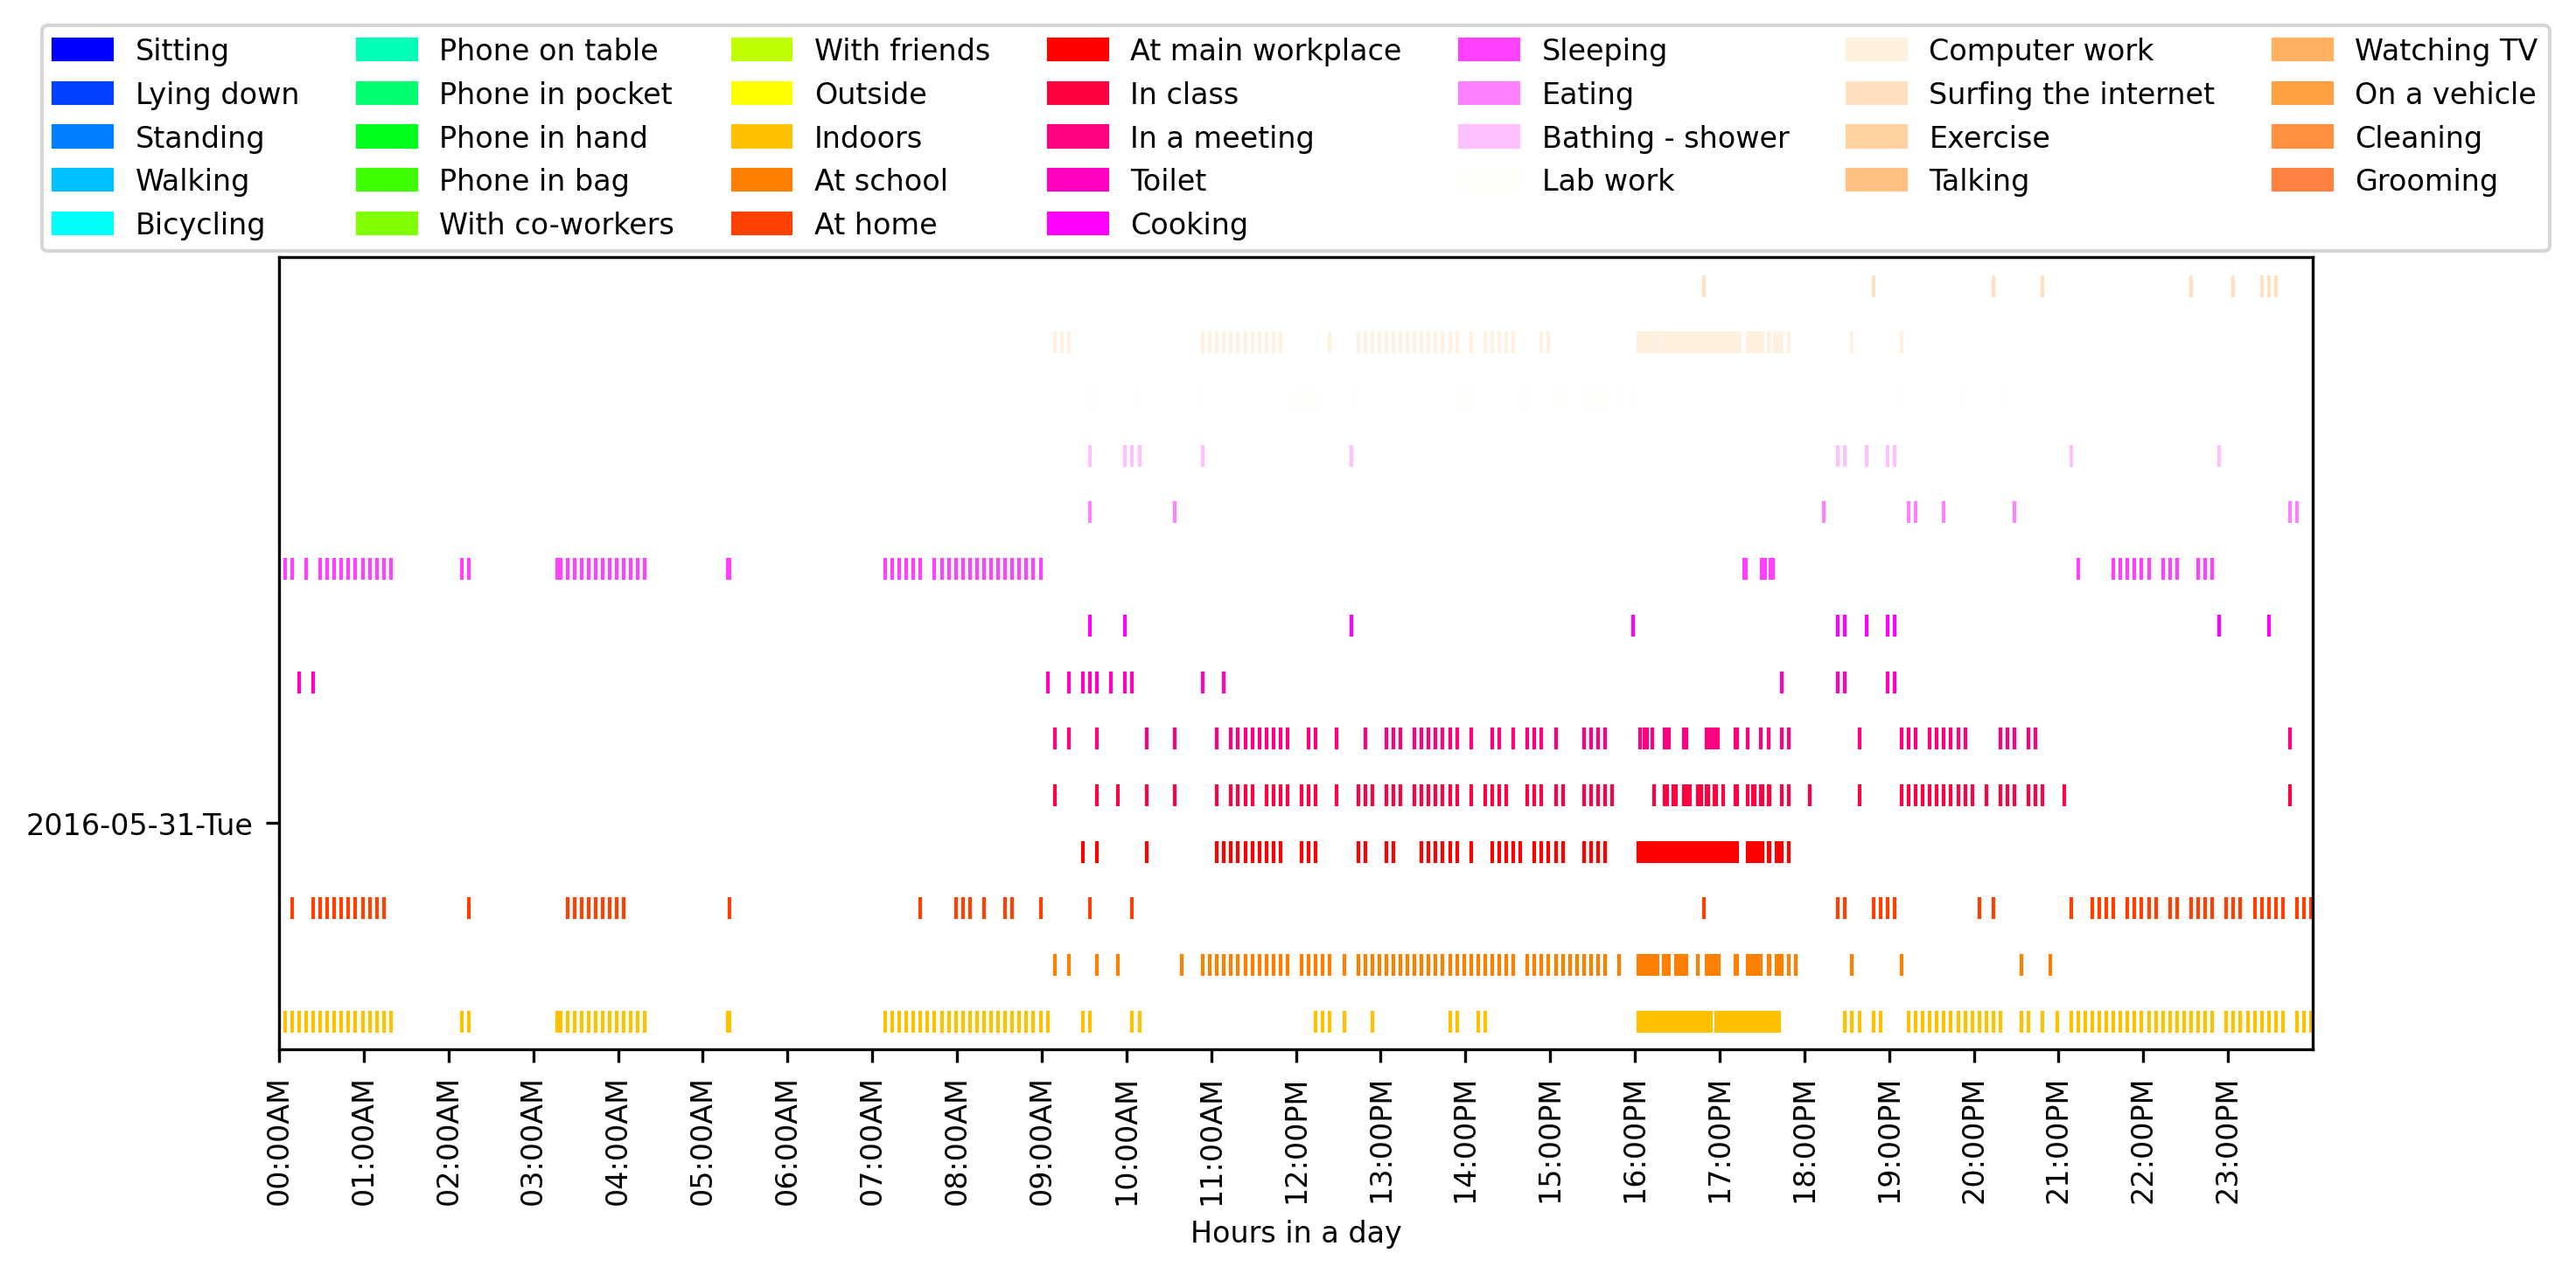 Sitting
Lying down
Standing
Walking
Bicycling
Phone on table
Phone in pocket
Phone in hand
Phone in bag
With co-workers
With friends
Outside
Indoors
At school
At home
At main workplace
In class
In a meeting
Toilet
Cooking
Sleeping
Eating
Bathing - shower
Lab work
Computer work
Surfing the internet
Exercise
Talking
Watching TV
On a vehicle
Cleaning
Grooming
2016-05-31-Tue
00:00AM
01:00AM
02:00AM
03:00AM
04:00AM
05:00AM
06:00AM
07:00AM
08:00AM
09:00AM
10:00AM
11:00AM
12:00PM
13:00PM
14:00PM
15:00PM
16:00PM
17:00PM
18:00PM
19:00PM
20:00PM
21:00PM
22:00PM
23:00PM
Hours in a day